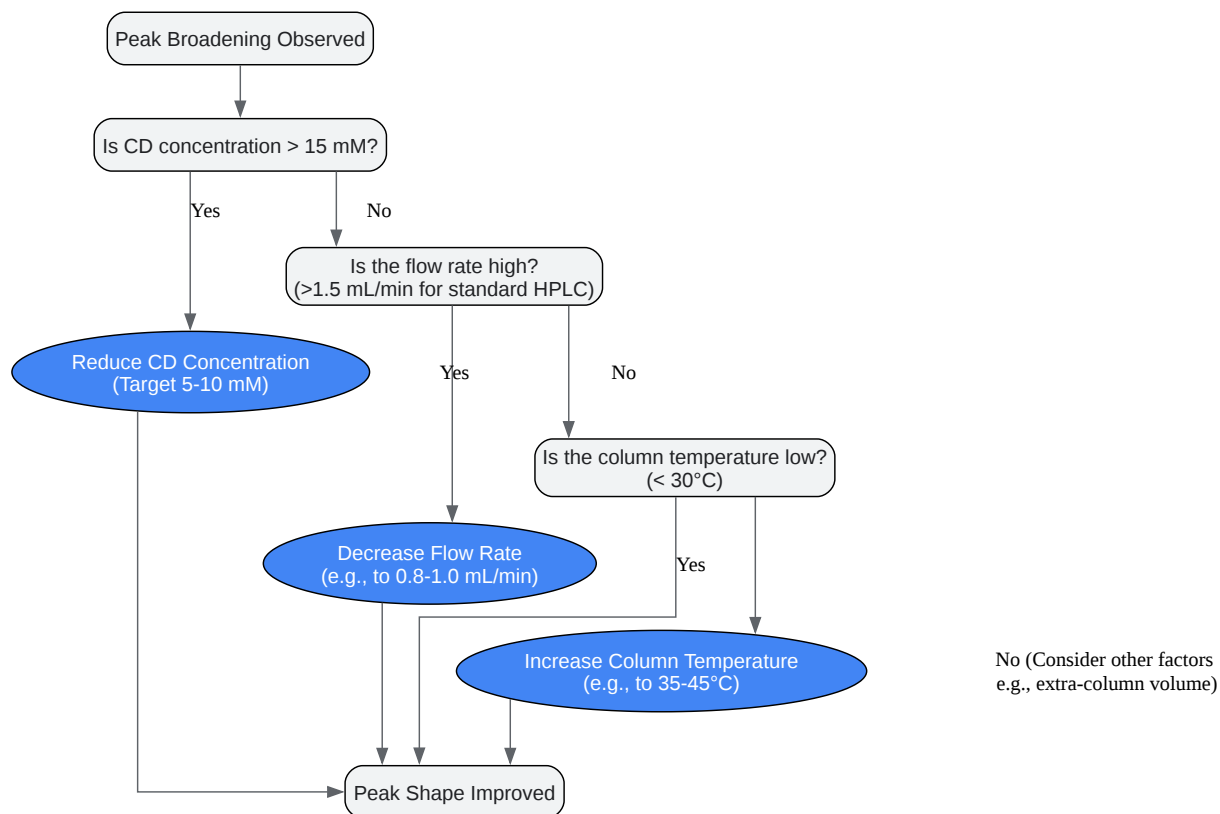 Peak Broadening Observed
Is CD concentration > 15 mM?
Yes
No
Is the flow rate high?
(>1.5 mL/min for standard HPLC)
Reduce CD Concentration
(Target 5-10 mM)
Yes
No
Is the column temperature low?
(< 30°C)
Decrease Flow Rate
(e.g., to 0.8-1.0 mL/min)
Yes
Increase Column Temperature
(e.g., to 35-45°C)
No (Consider other factors
e.g., extra-column volume)
Peak Shape Improved